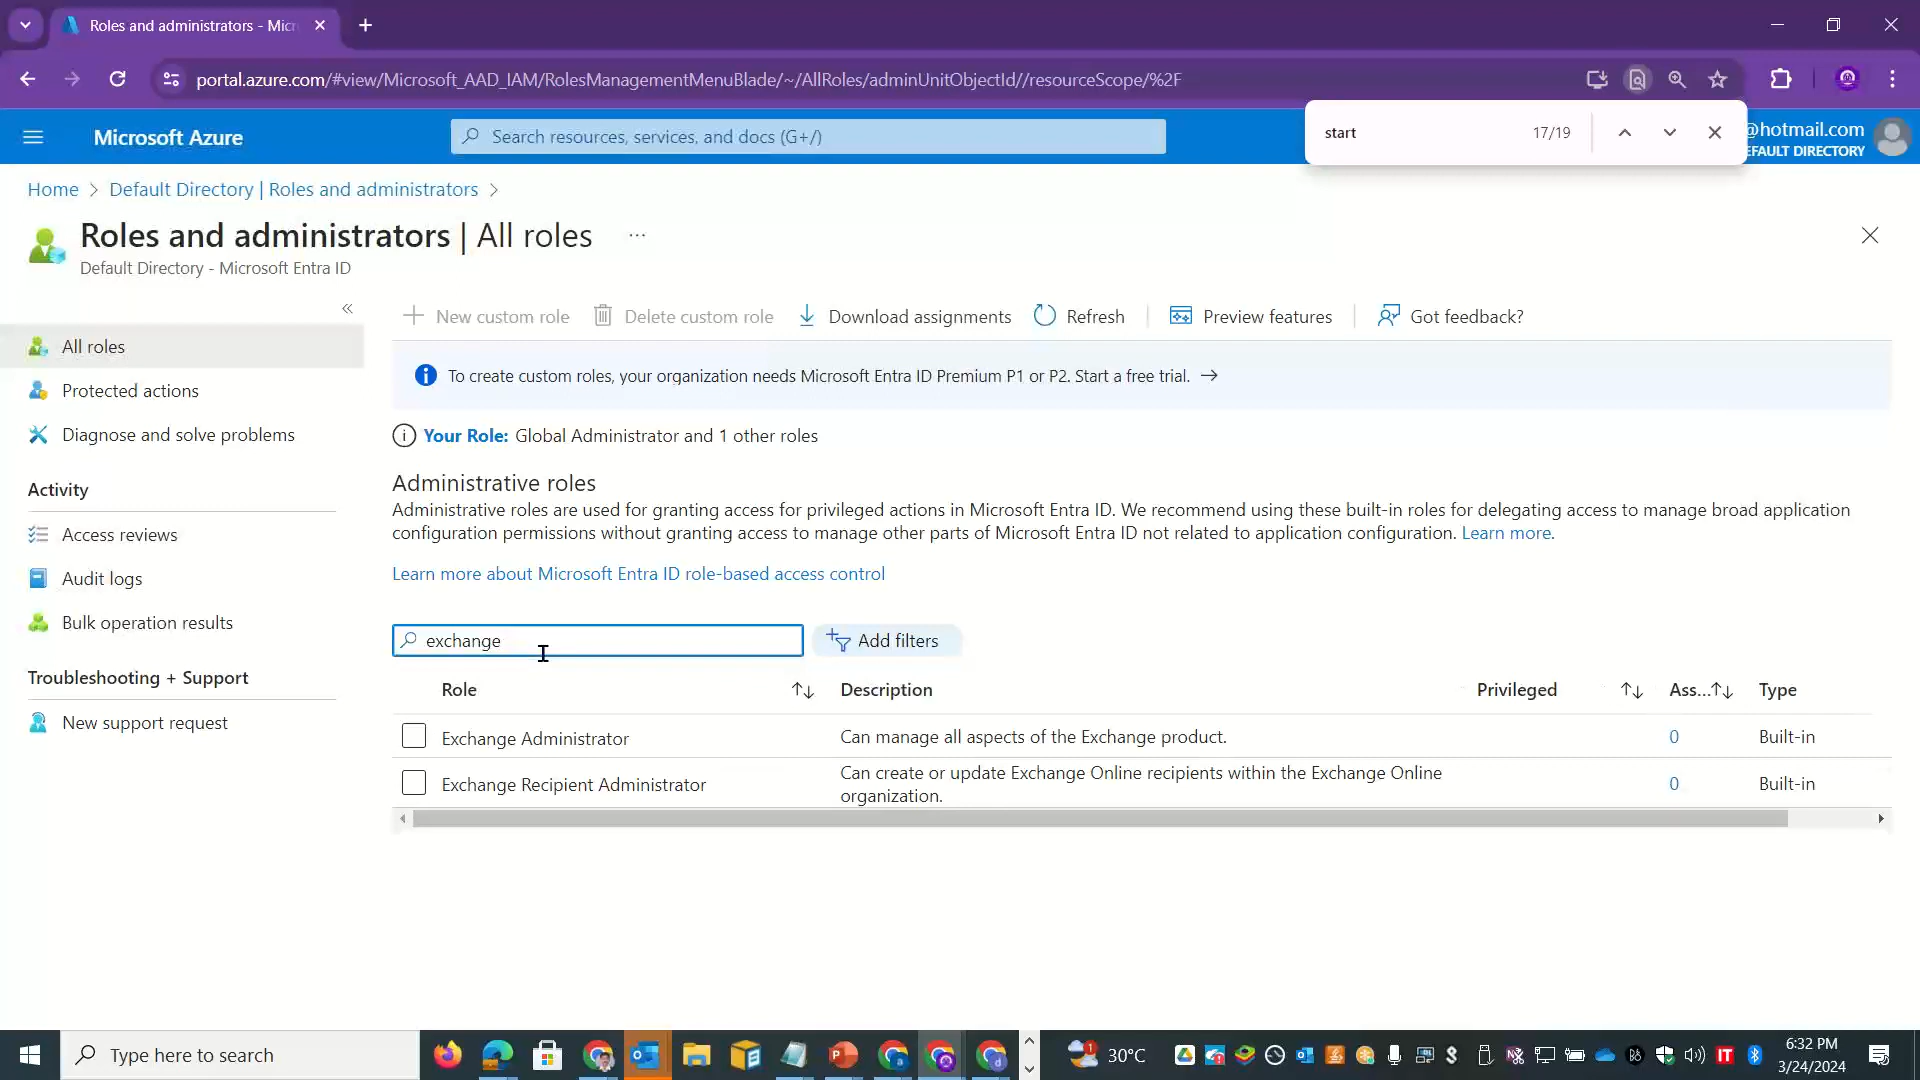 Roles and administrators - Micr
portal.azure.com/#view/Microsoft_AAD_IAM/RolesManagementMenuBlade/~/AllRoles/adminUnitObjectId//resourceScope/%2F
start 17/19
Microsoft Azure
Search resources, services, and docs (G+/)
@hotmail.com
EFAULT DIRECTORY
Home > Default Directory | Roles and administrators >
Roles and administrators | All roles ...
Default Directory - Microsoft Entra ID
«
All roles
Protected actions
Diagnose and solve problems
Activity
Access reviews
Audit logs
Bulk operation results
Troubleshooting + Support
New support request
New custom role
Delete custom role
Download assignments
Refresh
Preview features
Got feedback?
To create custom roles, your organization needs Microsoft Entra ID Premium P1 or P2. Start a free trial. →
Your Role: Global Administrator and 1 other roles
Administrative roles
Administrative roles are used for granting access for privileged actions in Microsoft Entra ID. We recommend using these built-in roles for delegating access to manage broad application
configuration permissions without granting access to manage other parts of Microsoft Entra ID not related to application configuration. Learn more.
Learn more about Microsoft Entra ID role-based access control
exchange
Add filters
Role Description Privileged Ass... Type
Exchange Administrator Can manage all aspects of the Exchange product. 0 Built-in
Exchange Recipient Administrator Can create or update Exchange Online recipients within the Exchange Online 0 Built-in
organization.
Type here to search
30°C
IT
6:32 PM
3/24/2024